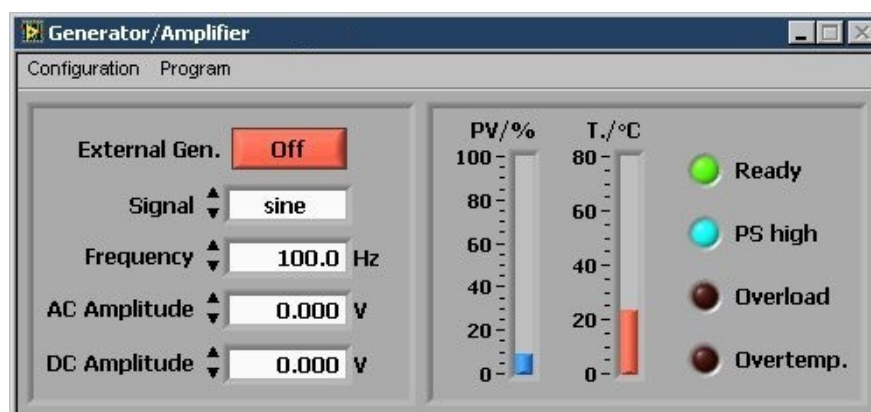 Generator/Amplifier
Configuration Program
External Gen. Off
Signal sine
Frequency 100.0 Hz
AC Amplitude 0.000 V
DC Amplitude 0.000 V
PV/% T./°C
100 80
80
60
60
40
40
20
20
0 0
Ready
PS high
Overload
Overtemp.